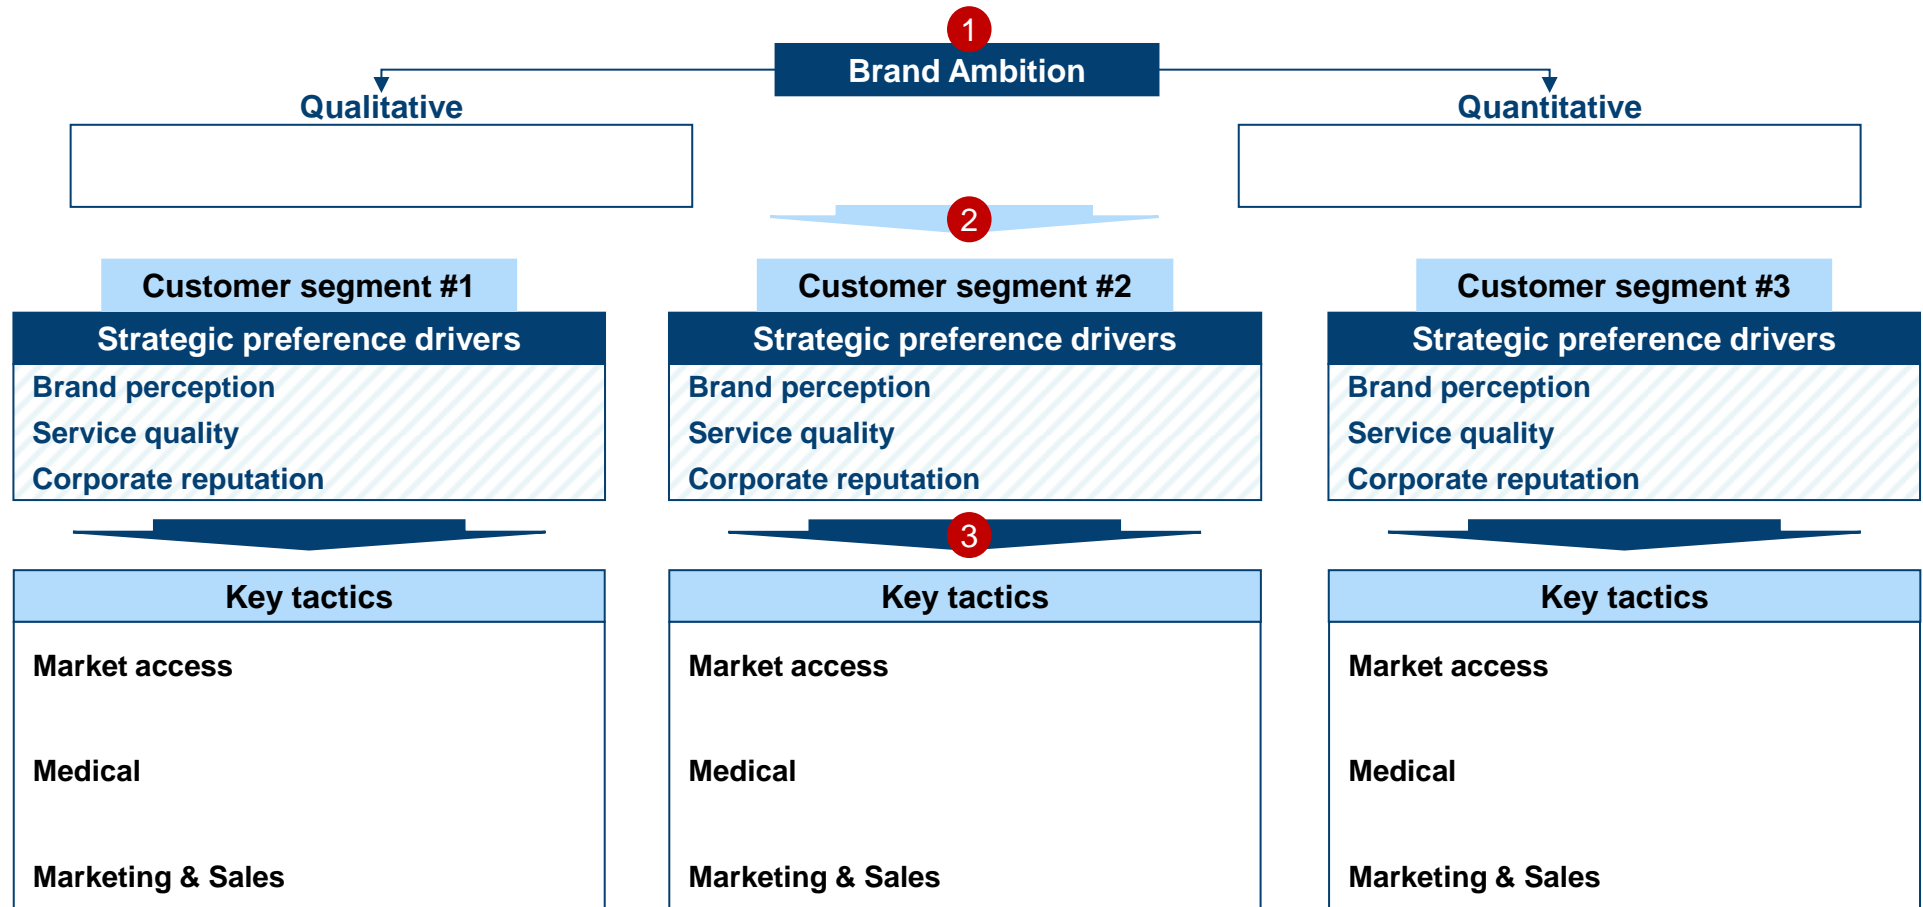 1
Brand Ambition
Qualitative
Quantitative
2
Customer segment #1
Customer segment #2
Customer segment #3
Strategic preference drivers
Strategic preference drivers
Strategic preference drivers
Brand perception
Service quality
Corporate reputation
Brand perception
Service quality
Corporate reputation
Brand perception
Service quality
Corporate reputation
3
Key tactics
Key tactics
Key tactics
Market access
Medical
Marketing & Sales
Market access
Medical
Marketing & Sales
Market access
Medical
Marketing & Sales